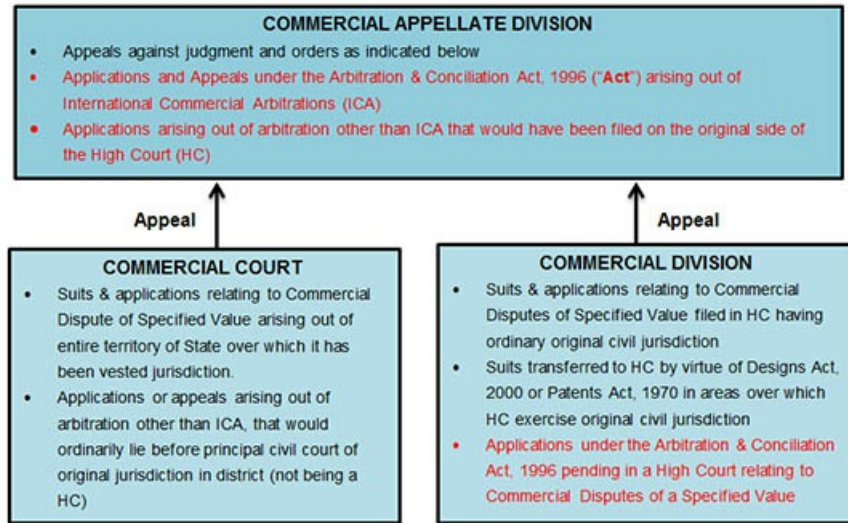 COMMERCIAL APPELLATE DIVISION
• Appeals against judgment and orders as indicated below
• Applications and Appeals under the Arbitration & Conciliation Act, 1996 (“Act”) arising out of
International Commercial Arbitrations (ICA)
• Applications arising out of arbitration other than ICA that would have been filed on the original side of
the High Court (HC)
Appeal
Appeal
COMMERCIAL COURT
• Suits & applications relating to Commercial
Dispute of Specified Value arising out of
entire territory of State over which it has
been vested jurisdiction.
• Applications or appeals arising out of
arbitration other than ICA, that would
ordinarily lie before principal civil court of
original jurisdiction in district (not being a
HC)
COMMERCIAL DIVISION
• Suits & applications relating to Commercial
Disputes of Specified Value filed in HC having
ordinary original civil jurisdiction
• Suits transferred to HC by virtue of Designs Act,
2000 or Patents Act, 1970 in areas over which
HC exercise original civil jurisdiction
• Applications under the Arbitration & Conciliation
Act, 1996 pending in a High Court relating to
Commercial Disputes of a Specified Value